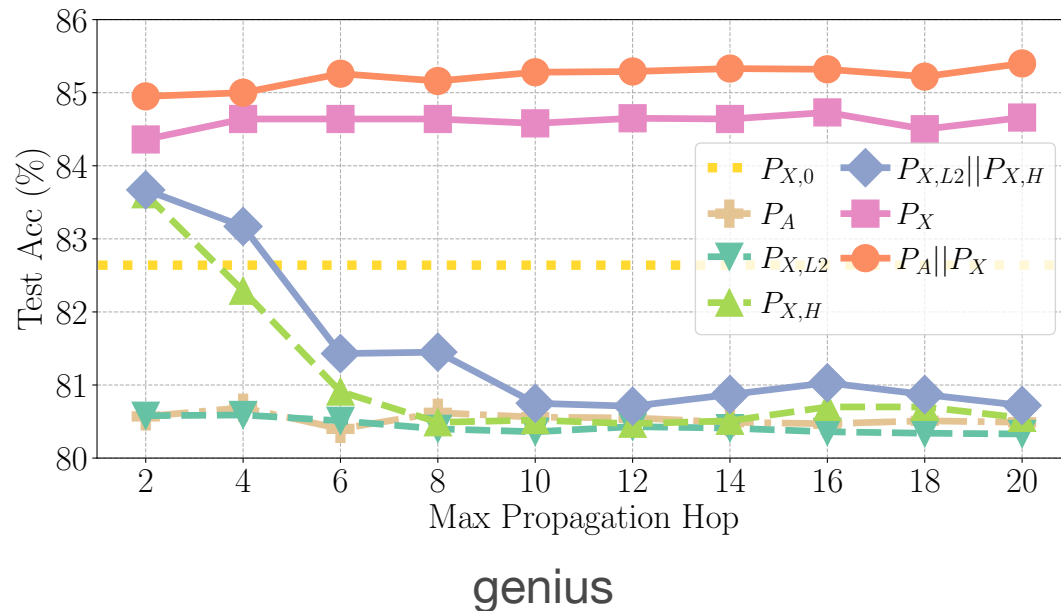 86
85
84
83
82
81
80
Test Acc (%)
P_{X,0}
P_A
P_{X,L2}
P_{X,H}
P_{X,L2}||P_{X,H}
P_X
P_A||P_X
2 4 6 8 10 12 14 16 18 20
Max Propagation Hop
genius